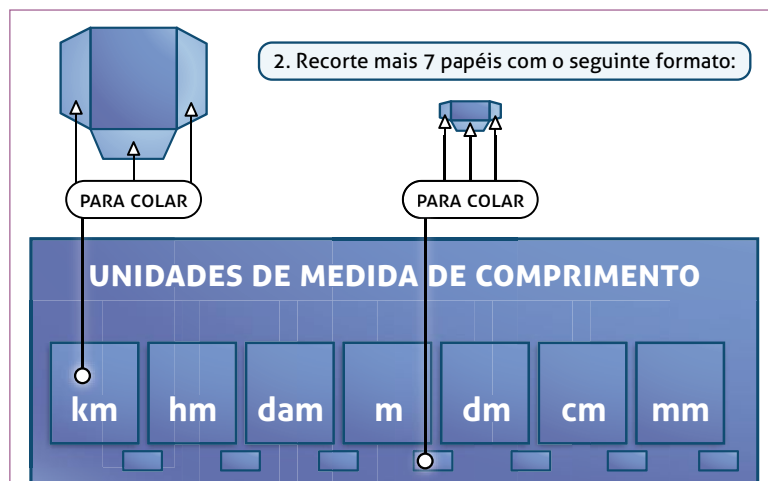 2. Recorte mais 7 papéis com o seguinte formato:
PARA COLAR
PARA COLAR
UNIDADES DE MEDIDA DE COMPRIMENTO
km hm dam m dm cm mm